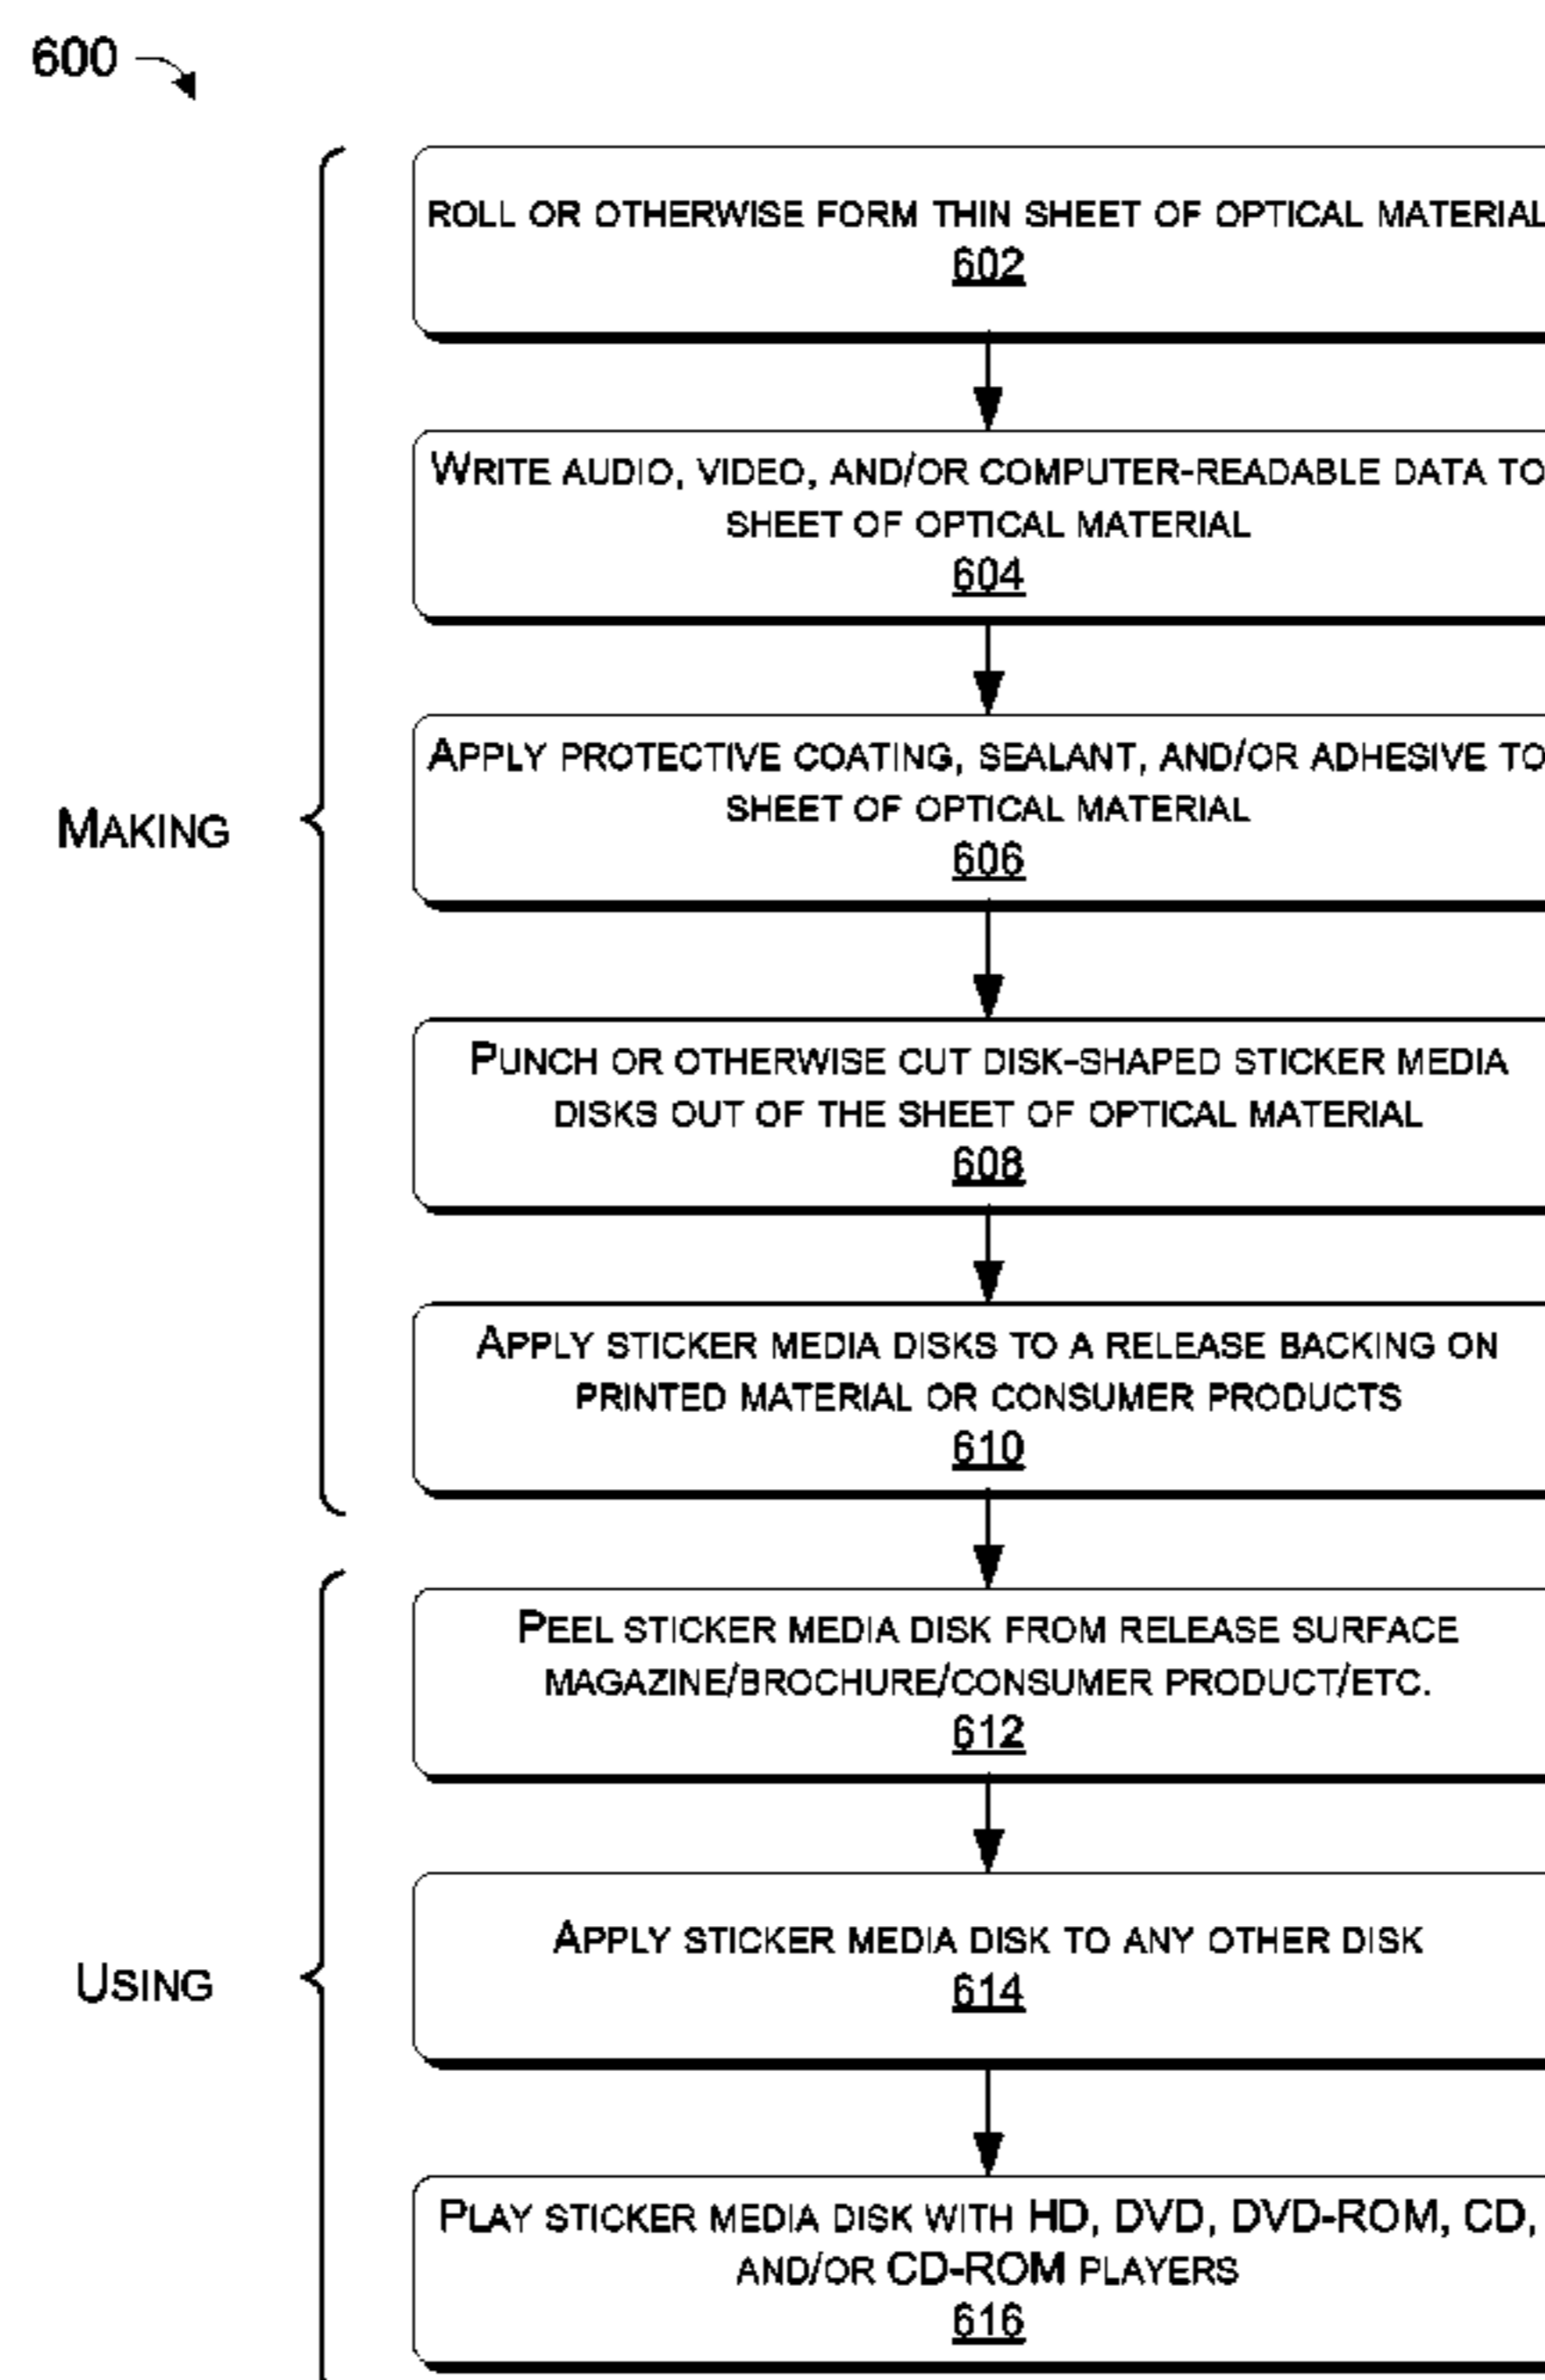 600
ROLL OR OTHERWISE FORM THIN SHEET OF OPTICAL MATERIAL
602
WRITE AUDIO, VIDEO, AND/OR COMPUTER-READABLE DATA TO
SHEET OF OPTICAL MATERIAL
604
APPLY PROTECTIVE COATING, SEALANT, AND/OR ADHESIVE TO
SHEET OF OPTICAL MATERIAL
606
MAKING
PUNCH OR OTHERWISE CUT DISK-SHAPED STICKER MEDIA
DISKS OUT OF THE SHEET OF OPTICAL MATERIAL
608
APPLY STICKER MEDIA DISKS TO A RELEASE BACKING ON
PRINTED MATERIAL OR CONSUMER PRODUCTS
610
PEEL STICKER MEDIA DISK FROM RELEASE SURFACE
MAGAZINE/BROCHURE/CONSUMER PRODUCT/ETC.
612
APPLY STICKER MEDIA DISK TO ANY OTHER DISK
614
USING
PLAY STICKER MEDIA DISK WITH HD, DVD, DVD-ROM, CD,
AND/OR CD-ROM PLAYERS
616